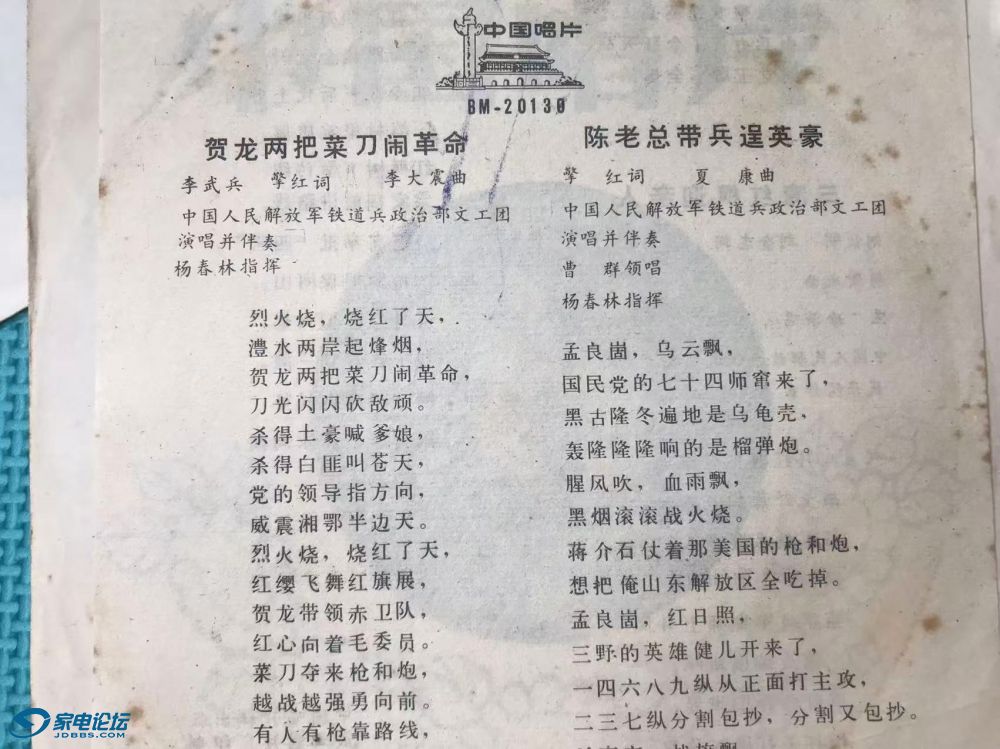 中国唱片
BM-20130
贺龙两把菜刀闹革命
李武兵 擎红词 李大震曲
中国人民解放军铁道兵政治部文工团
演唱并伴奏
杨春林指挥
烈火烧，烧红了天，
澧水两岸起烽烟，
贺龙两把菜刀闹革命，
刀光闪闪砍敌顽。
杀得土豪喊爹娘，
杀得白匪叫苍天，
党的领导指方向，
威震湘鄂半边天。
烈火烧，烧红了天，
红缨飞舞红旗展，
贺龙带领赤卫队，
红心向着毛委员。
菜刀夺来枪和炮，
越战越强勇向前。
有人有枪靠路线，
陈老总带兵逞英豪
擎 红词 夏 康曲
中国人民解放军铁道兵政治部文工团
演唱并伴奏
曹 群领唱
杨春林指挥
孟良崮，乌云飘，
国民党的七十四师窜来了，
黑古隆冬遍地是乌龟壳，
轰隆隆隆响的是榴弹炮。
腥风吹，血雨飘，
黑烟滚滚战火烧。
蒋介石仗着那美国的枪和炮，
想把俺山东解放区全吃掉。
孟良崮，红日照，
三野的英雄健儿开来了，
一四六八九纵从正面打主攻，
二三七纵分割包抄，分割又包抄。
家电论坛
JDBBS.COM